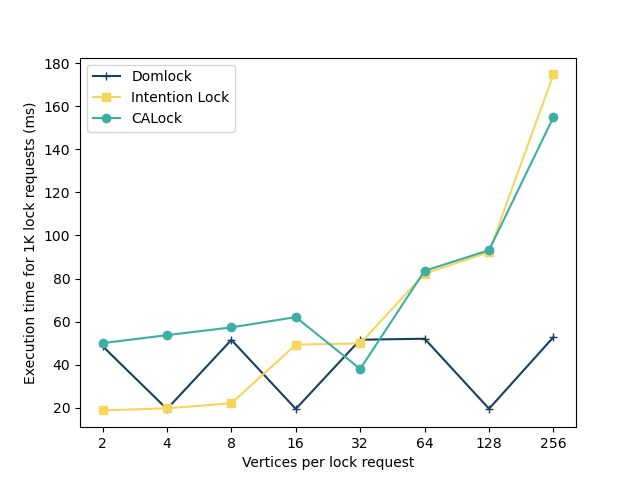 180
160
140
120
100
80
60
40
20
Execution time for 1K lock requests (ms)
Domlock
Intention Lock
CALock
2 4 8 16 32 64 128 256
Vertices per lock request